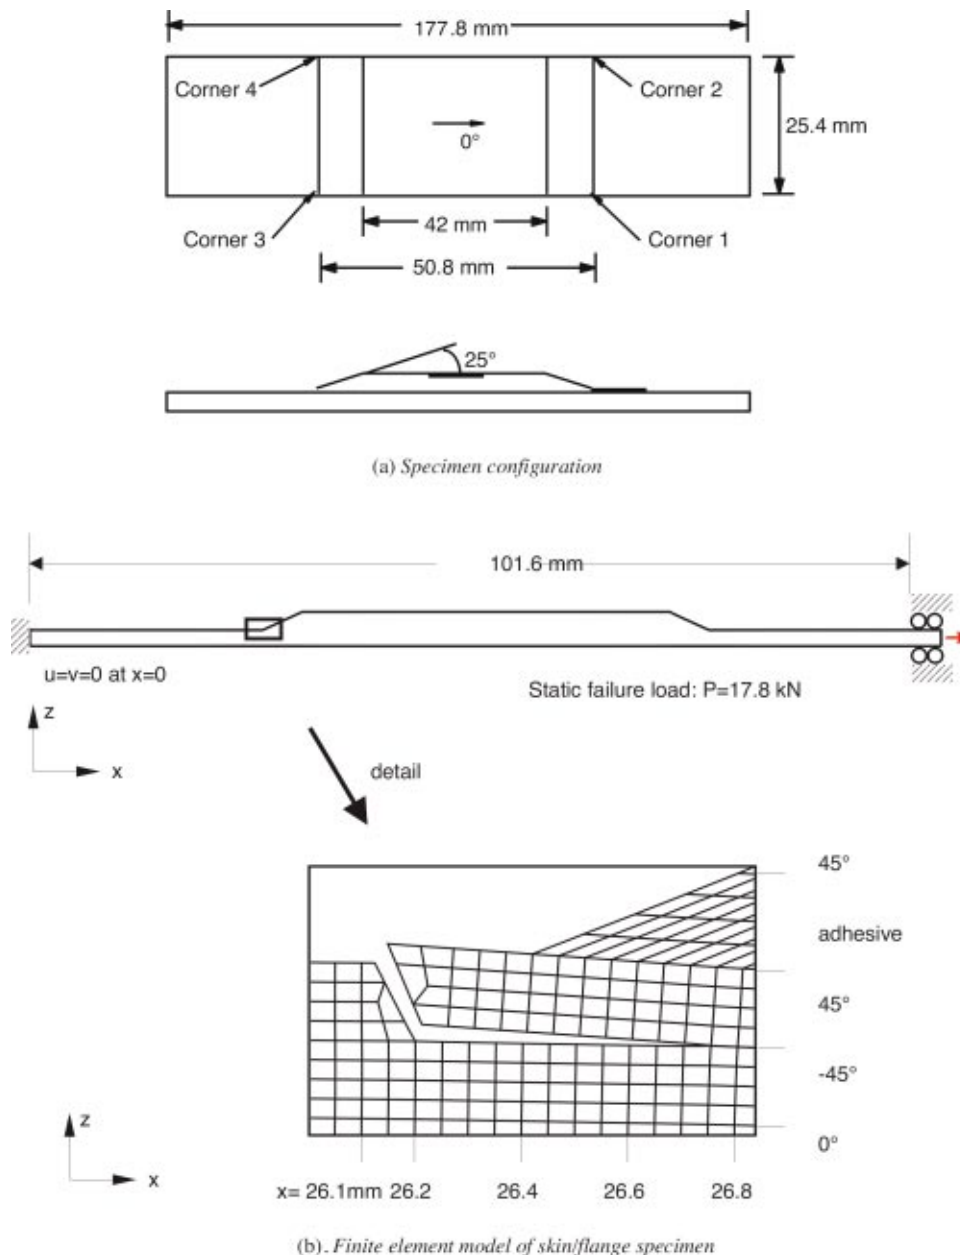 177.8 mm
Corner 4
Corner 2
0°
25.4 mm
Corner 3
42 mm
Corner 1
50.8 mm
25°
(a) Specimen configuration
101.6 mm
u=v=0 at x=0
Static failure load: P=17.8 kN
z
x
detail
45°
adhesive
45°
-45°
0°
z
x
x= 26.1mm 26.2 26.4 26.6 26.8
(b). Finite element model of skin/flange specimen